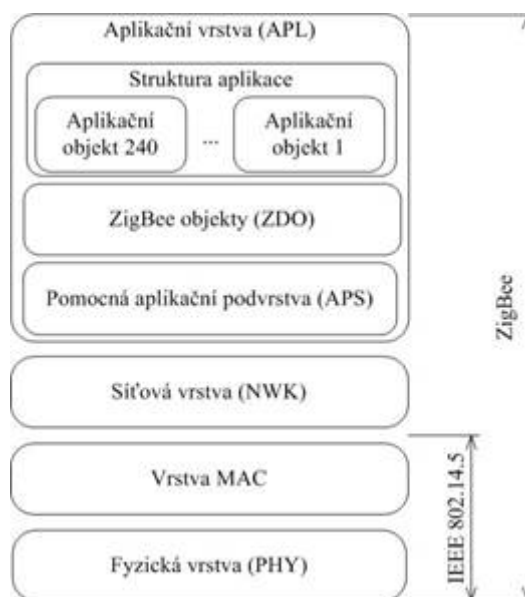 Aplikační vrstva (APL)
Struktura aplikace
Aplikační
objekt 240
...
Aplikační
objekt 1
ZigBee objekty (ZDO)
Pomocná aplikační podvrstva (APS)
Síťová vrstva (NWK)
Vrstva MAC
Fyzická vrstva (PHY)
IEEE 802.14.5
ZigBee